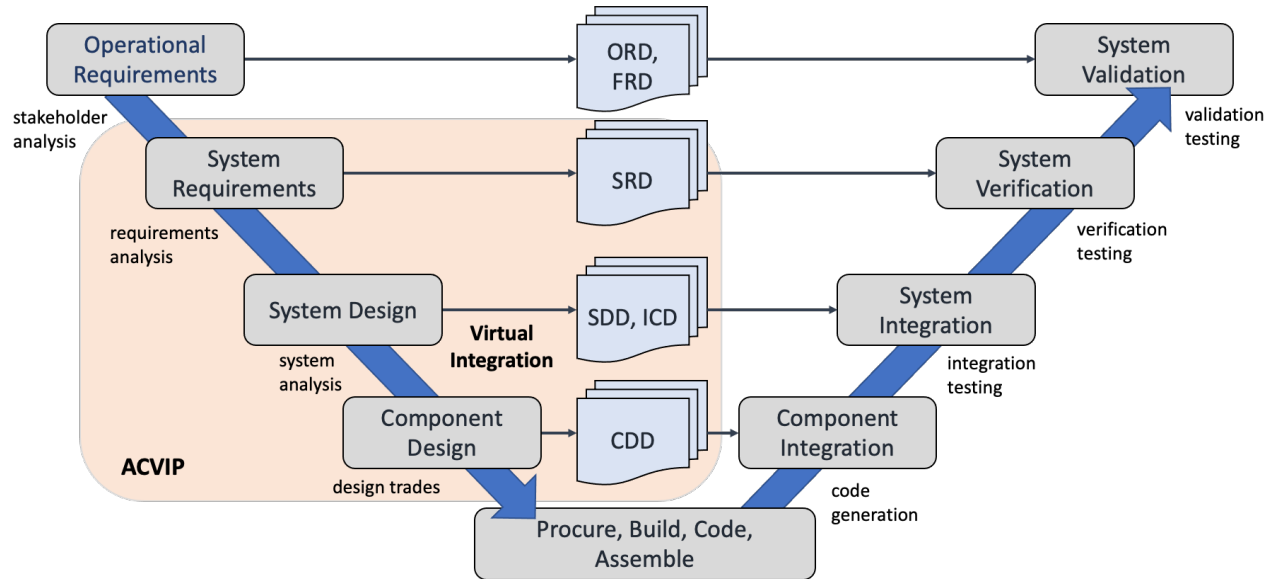 Operational
Requirements
ORD,
FRD
System
Validation
stakeholder
analysis
validation
testing
System
Requirements
SRD
System
Verification
requirements
analysis
verification
testing
System Design
SDD, ICD
System
Integration
Virtual
Integration
system
analysis
integration
testing
Component
Design
CDD
Component
Integration
ACVIP
design trades
code
generation
Procure, Build, Code,
Assemble